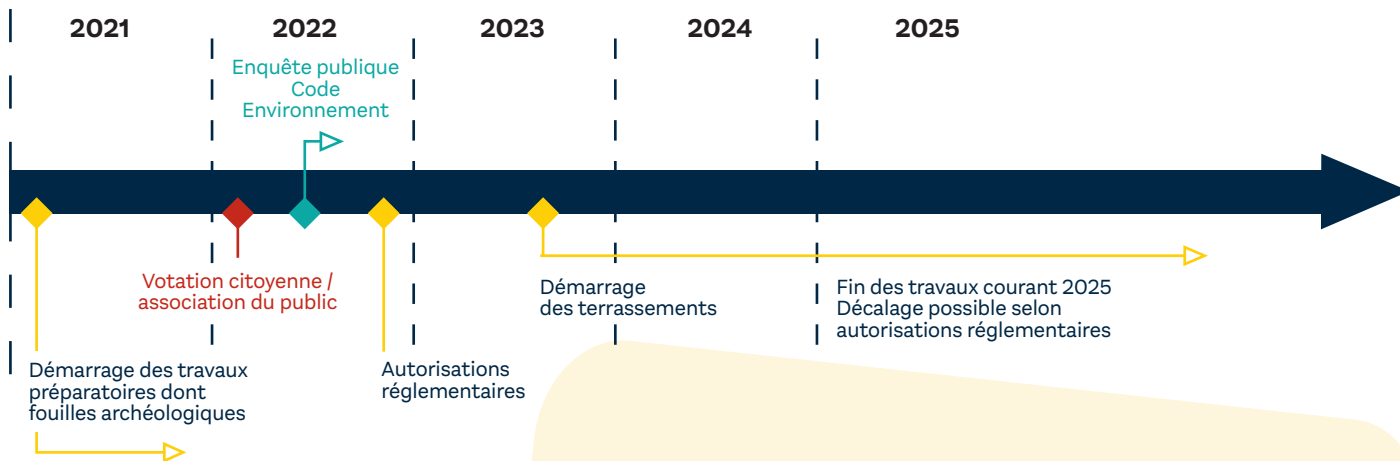 2021
2022
2023
2024
2025
Enquête publique
Code
Environnement
Votation citoyenne /
association du public
Démarrage
des terrassements
Fin des travaux courant 2025
Décalage possible selon
autorisations réglementaires
Démarrage des travaux
préparatoires dont
fouilles archéologiques
Autorisations
réglementaires